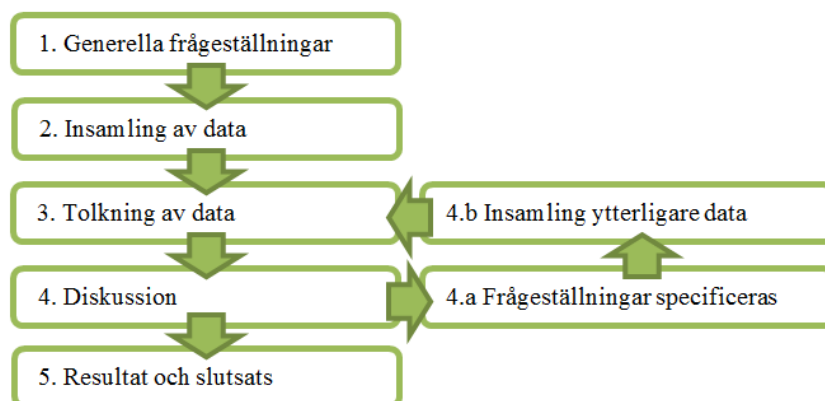 1. Generella frågeställningar
2. Insamling av data
3. Tolkning av data
4.b Insamling ytterligare data
4. Diskussion
4.a Frågeställningar specificeras
5. Resultat och slutsats